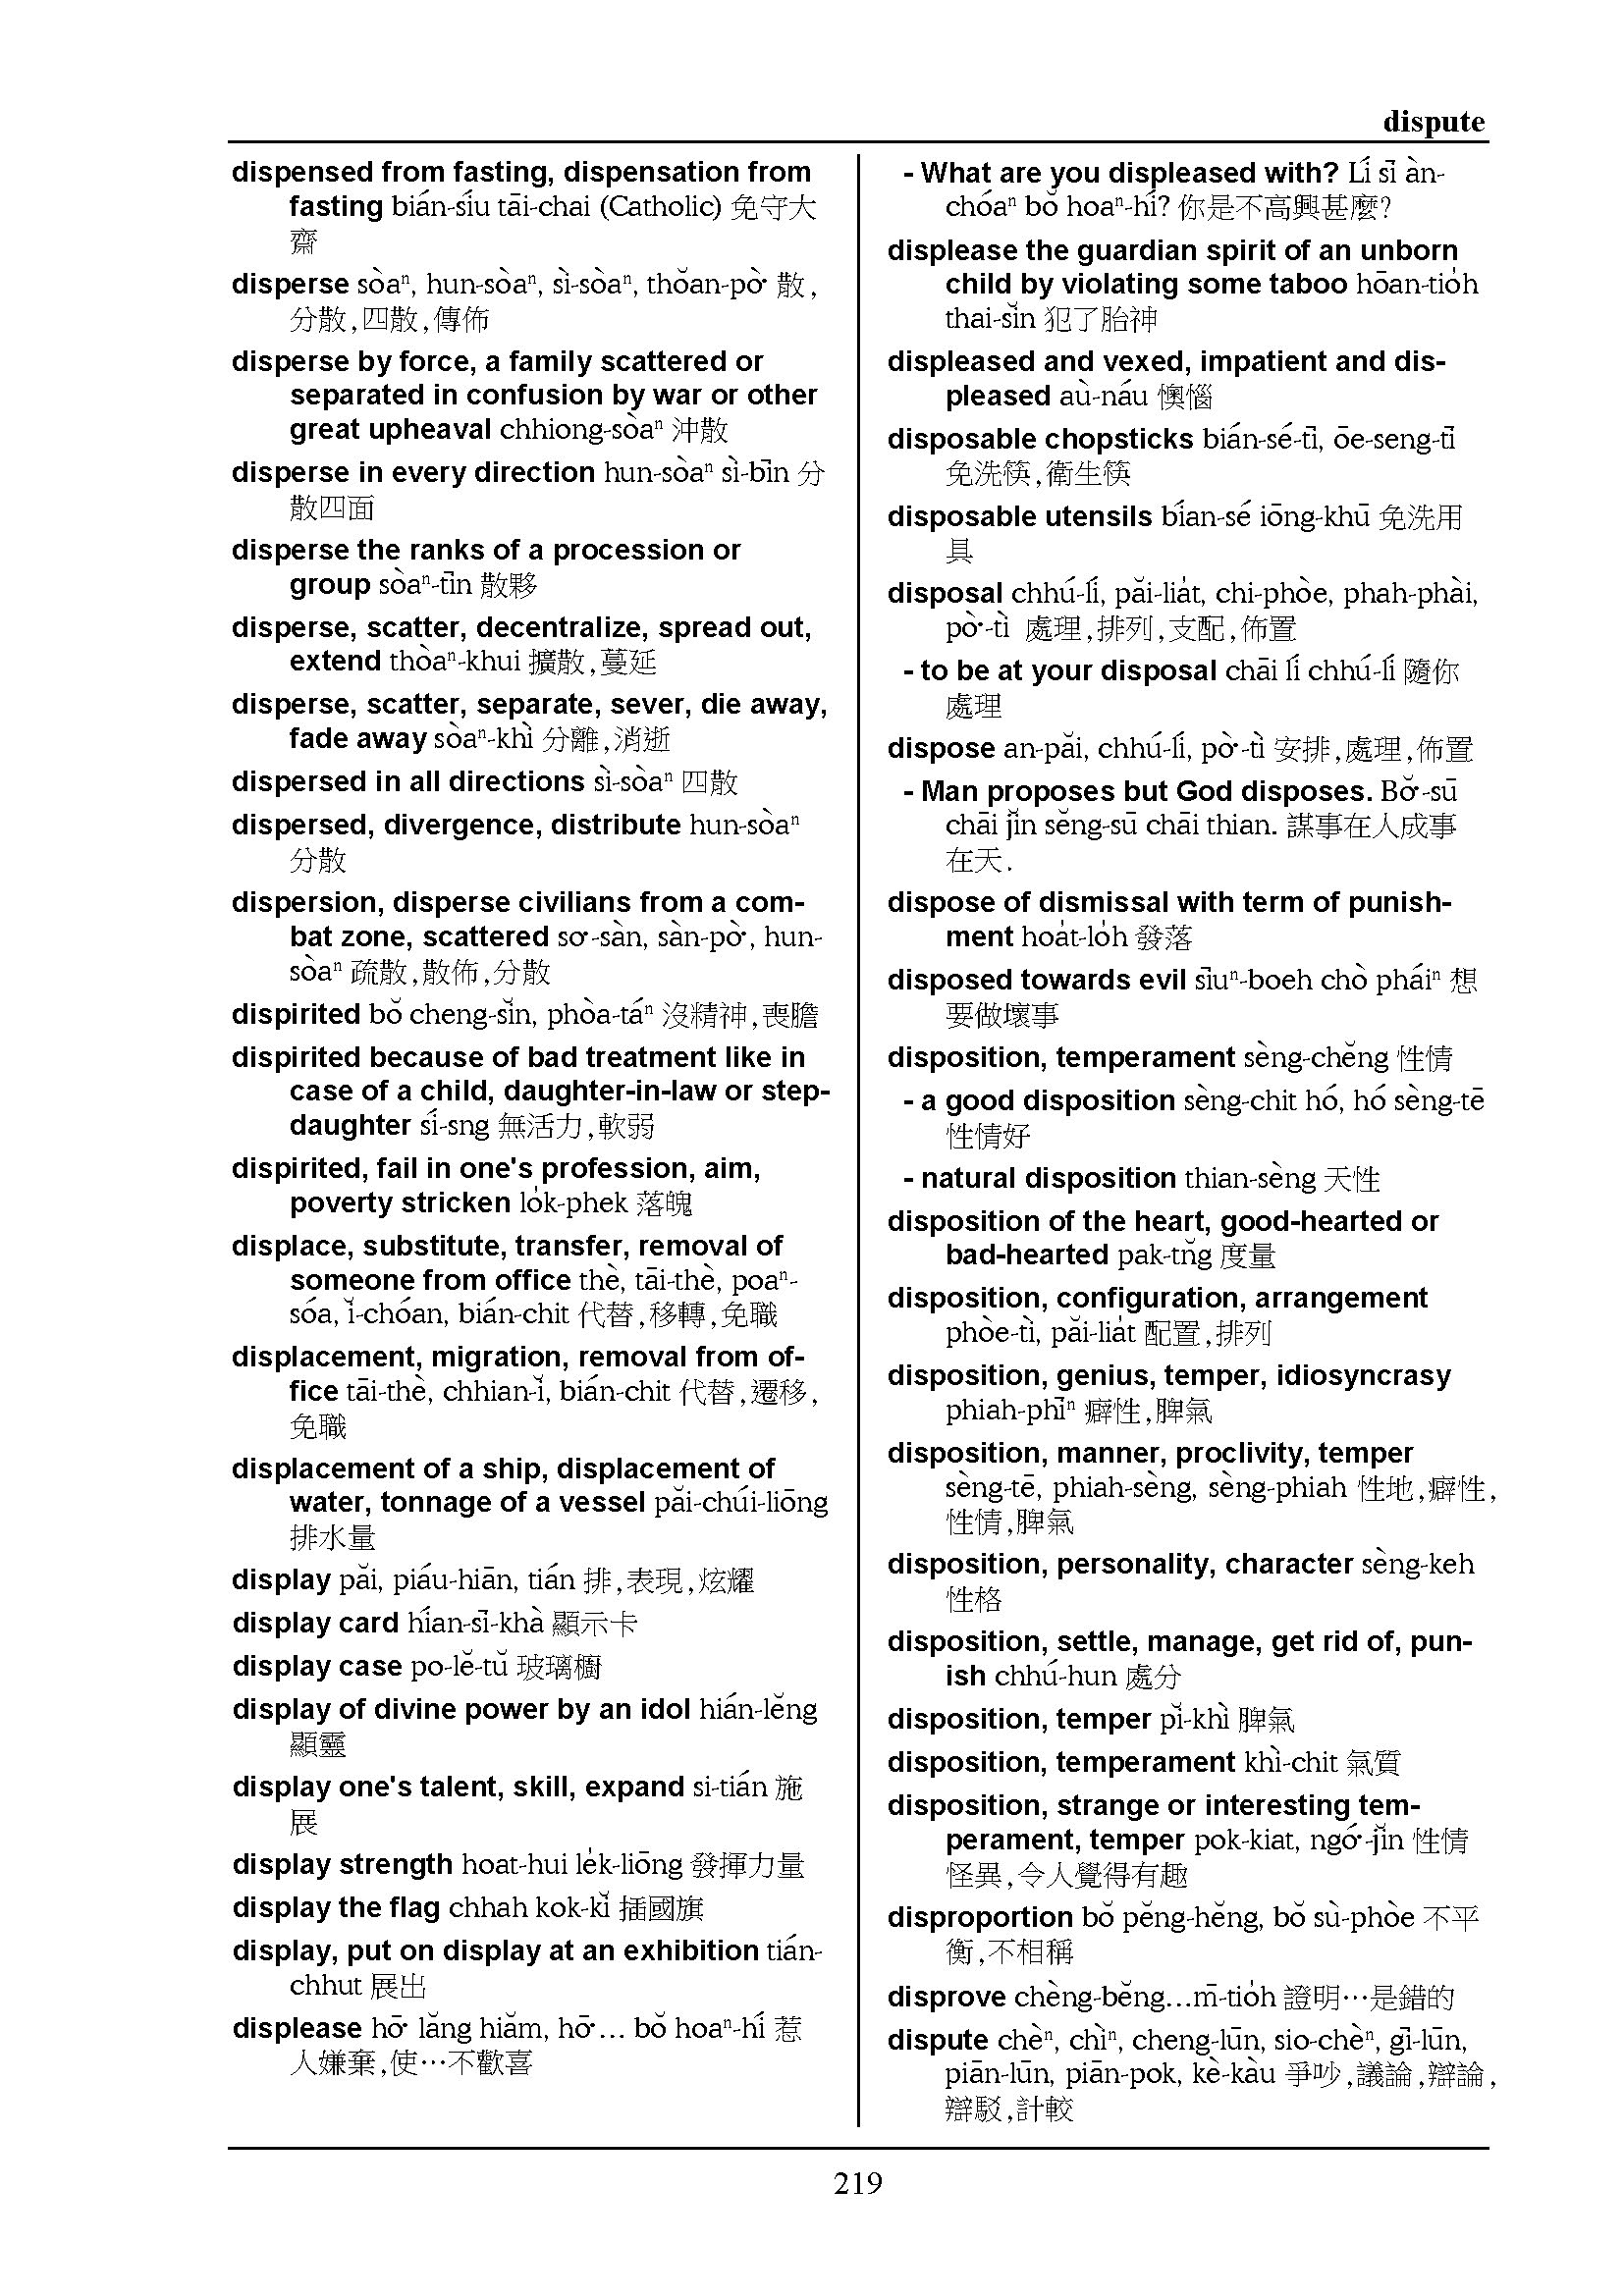 dispute
dispensed from fasting, dispensation from
fasting bián-síu tāi-chai (Catholic) 免守大
齋
disperse sòaⁿ, hun-sòaⁿ, sì-sòaⁿ, thŏan-pò͘ 散,
分散,四散,傳佈
disperse by force, a family scattered or
separated in confusion by war or other
great upheaval chhiong-sòaⁿ 沖散
disperse in every direction hun-sòaⁿ sì-bīn 分
散四面
disperse the ranks of a procession or
group sòaⁿ-tīn 散夥
disperse, scatter, decentralize, spread out,
extend thòaⁿ-khui 擴散,蔓延
disperse, scatter, separate, sever, die away,
fade away sòaⁿ-khì 分離,消逝
dispersed in all directions sì-sòaⁿ 四散
dispersed, divergence, distribute hun-sòaⁿ
分散
dispersion, disperse civilians from a com-
bat zone, scattered so͘-sàn, sàn-pò͘, hun-
sòaⁿ 疏散,散佈,分散
dispirited bŏ cheng-sĭn, phòa-táⁿ 沒精神,喪膽
dispirited because of bad treatment like in
case of a child, daughter-in-law or step-
daughter sí-sng 無活力,軟弱
dispirited, fail in one's profession, aim,
poverty stricken lo̍k-phek 落魄
displace, substitute, transfer, removal of
someone from office thè, tāi-thè, poaⁿ-
sóa, ĭ-chóan, bián-chit 代替,移轉,免職
displacement, migration, removal from of-
fice tāi-thè, chhian-ĭ, bián-chit 代替,遷移,
免職
displacement of a ship, displacement of
water, tonnage of a vessel păi-chúi-liōng
排水量
display păi, piáu-hiān, tián 排,表現,炫耀
display card hían-sī-khà 顯示卡
display case po-lĕ-tŭ 玻璃櫥
display of divine power by an idol hián-lĕng
顯靈
display one's talent, skill, expand si-tián 施
展
display strength hoat-hui le̍k-liōng 發揮力量
display the flag chhah kok-kĭ 插國旗
display, put on display at an exhibition tián-
chhut 展出
displease hō͘ lăng hiăm, hō͘... bŏ hoaⁿ-hí 惹
人嫌棄,使…不歡喜
- What are you displeased with? Lí sī àn-
chóaⁿ bŏ hoaⁿ-hí? 你是不高興甚麼?
displease the guardian spirit of an unborn
child by violating some taboo hōan-tio̍h
thai-sĭn 犯了胎神
displeased and vexed, impatient and dis-
pleased aù-náu 懊惱
disposable chopsticks bián-sé-tī, ōe-seng-tī
免洗筷,衛生筷
disposable utensils bían-sé iōng-khū 免洗用
具
disposal chhú-lí, păi-lia̍t, chi-phòe, phah-phài,
pò͘-tì 處理,排列,支配,佈置
- to be at your disposal chāi lí chhú-lí 隨你
處理
dispose an-păi, chhú-lí, pò͘-tì 安排,處理,佈置
- Man proposes but God disposes. Bŏ͘-sū
chāi jĭn sĕng-sū chāi thian. 謀事在人成事
在天.
dispose of dismissal with term of punish-
ment hoa̍t-lo̍h 發落
disposed towards evil sīuⁿ-boeh chò pháiⁿ 想
要做壞事
disposition, temperament sèng-chĕng 性情
- a good disposition sèng-chit hó, hó sèng-tē
性情好
- natural disposition thian-sèng 天性
disposition of the heart, good-hearted or
bad-hearted pak-tn̆g 度量
disposition, configuration, arrangement
phòe-tì, păi-lia̍t 配置,排列
disposition, genius, temper, idiosyncrasy
phiah-phīⁿ 癖性,脾氣
disposition, manner, proclivity, temper
sèng-tē, phiah-sèng, sèng-phiah 性地,癖性,
性情,脾氣
disposition, personality, character sèng-keh
性格
disposition, settle, manage, get rid of, pun-
ish chhú-hun 處分
disposition, temper pĭ-khì 脾氣
disposition, temperament khì-chit 氣質
disposition, strange or interesting tem-
perament, temper pok-kiat, ngó͘-jĭn 性情
怪異,令人覺得有趣
disproportion bŏ pĕng-hĕng, bŏ sù-phòe 不平
衡,不相稱
disprove chèng-bĕng...m̄-tio̍h 證明…是錯的
dispute chèⁿ, chìⁿ, cheng-lūn, sio-chèⁿ, gī-lūn,
piān-lūn, piān-pok, kè-kàu 爭吵,議論,辯論,
辯駁,計較
219